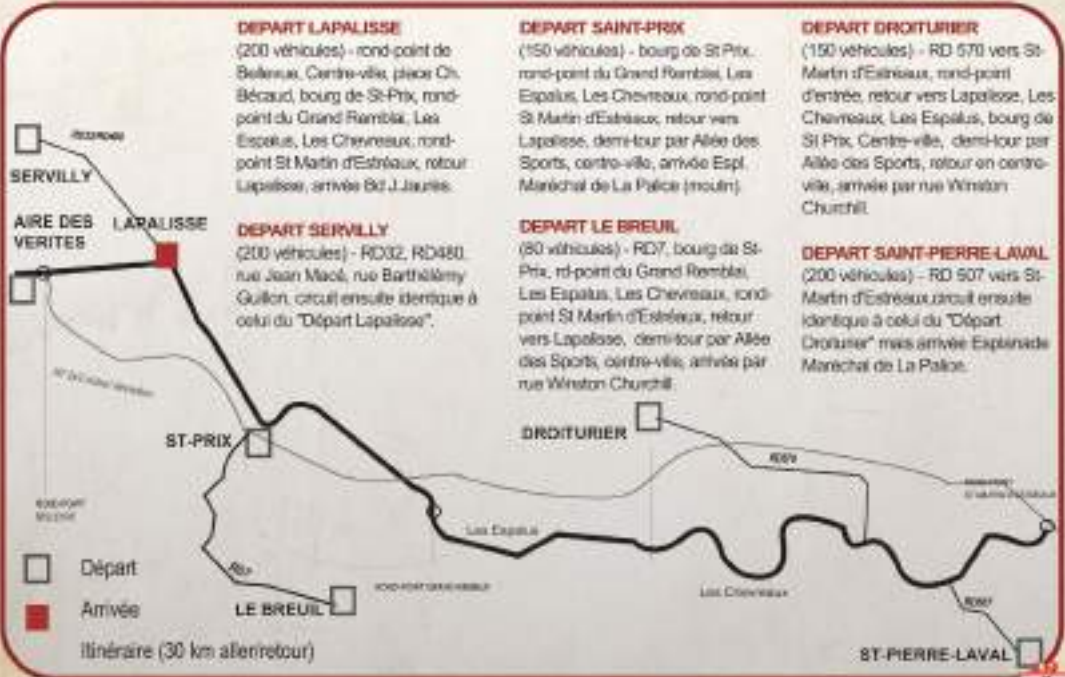 DEPART LAPALISSE
(200 véhicules) - rond-point de
Bellevue, Centre-ville, place Ch.
Bécaud, bourg de St-Prix, rond-
point du Grand Remblai, Les
Espalus, Les Chevreaux, rond-
point St Martin d'Estréaux, retour
Lapalisse, arrivée Bd J.Jaurès.
DEPART SERVILLY
(200 véhicules) - RD32, RD480,
rue Jean Macé, rue Barthélémy
Guillon, circuit ensuite identique à
celui du "Départ Lapalisse".
DEPART SAINT-PRIX
(150 véhicules) - bourg de St Prix,
rond-point du Grand Remblai, Les
Espalus, Les Chevreaux, rond-point
St Martin d'Estréaux, retour vers
Lapalisse, demi-tour par Allée des
Sports, centre-ville, arrivée Espl.
Maréchal de La Palice (moulin).
DEPART LE BREUIL
(80 véhicules) - RD7, bourg de St-
Prix, rd-point du Grand Remblai,
Les Espalus, Les Chevreaux, rond-
point St Martin d'Estréaux, retour
vers Lapalisse, demi-tour par Allée
des Sports, centre-ville, arrivée par
rue Winston Churchill.
DEPART DROITURIER
(150 véhicules) - RD 570 vers St-
Martin d'Estréaux, rond-point
d'entrée, retour vers Lapalisse, Les
Chevreaux, Les Espalus, bourg de
St Prix, Centre-ville, demi-tour par
Allée des Sports, retour en centre-
ville, arrivée par rue Winston
Churchill.
DEPART SAINT-PIERRE-LAVAL
(200 véhicules) - RD 507 vers St-
Martin d'Estréaux,circuit ensuite
identique à celui du "Départ
Droiturier" mais arrivée Esplanade
Maréchal de La Palice.
SERVILLY
AIRE DES
VERITES
LAPALISSE
ST-PRIX
DROITURIER
RD570
Les Espalus
Les Chevreaux
ROND-POINT GRAND REMBLAI
RD7
LE BREUIL
RD507
ST-PIERRE-LAVAL
Départ
Arrivée
Itinéraire (30 km aller/retour)